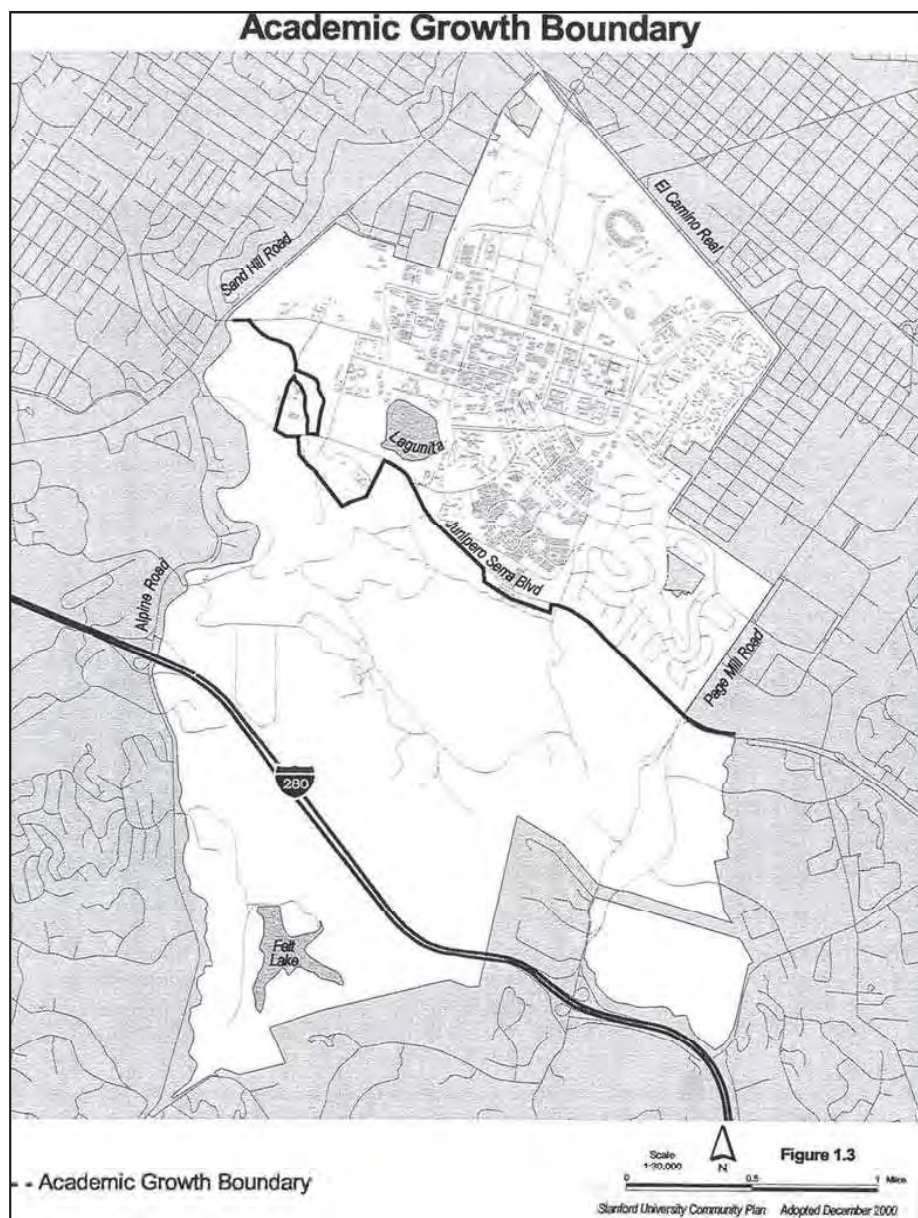 Academic Growth Boundary
El Camino Real
Sand Hill Road
Lagunita
Junipero Serra Blvd
Alpine Road
Page Mill Road
280
Felt
Lake
Scale
N
Figure 1.3
0 0.5 1 Miles
- - Academic Growth Boundary
Stanford University Community Plan Adopted December 2000